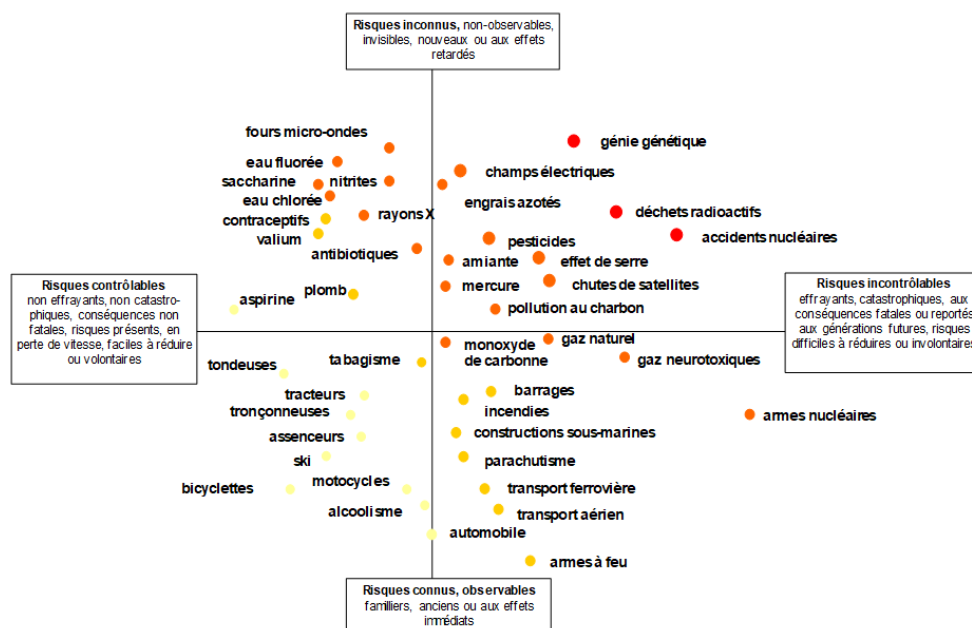 Risques inconnus, non-observables,
invisibles, nouveaux ou aux effets
retardés
fours micro-ondes
génie génétique
eau fluorée
champs électriques
saccharine
nitrites
eau chlorée
engrais azotés
contraceptifs
rayons X
déchets radioactifs
valium
pesticides
accidents nucléaires
antibiotiques
amiante
effet de serre
Risques contrôlables
non effrayants, non catastro-
phiques, conséquences non
fatales, risques présents, en
perte de vitesse, faciles à réduire
ou volontaires
Risques incontrôlables
effrayants, catastrophiques, aux
conséquences fatales ou reportés
aux générations futures, risques
difficiles à réduires ou involontaires
mercure
chutes de satellites
aspirine
plomb
pollution au charbon
monoxyde
de carbonne
gaz naturel
gaz neurotoxiques
tondeuses
tabagisme
tracteurs
barrages
tronçonneuses
incendies
armes nucléaires
assenceurs
constructions sous-marines
ski
parachutisme
bicyclettes
motocycles
transport ferrovière
alcoolisme
transport aérien
automobile
armes à feu
Risques connus, observables
familiers, anciens ou aux effets
immédiats